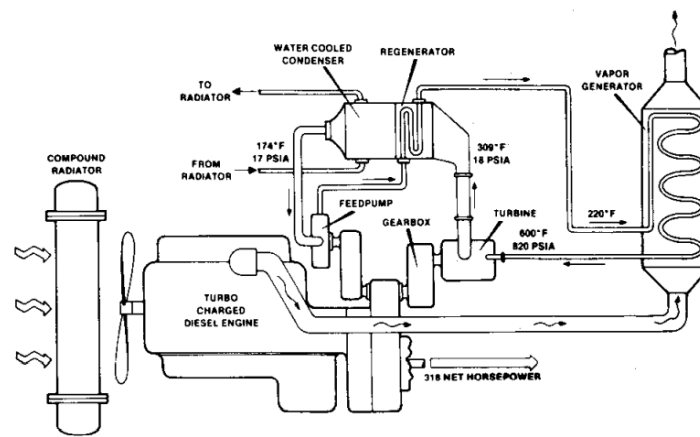 WATER COOLED
CONDENSER
REGENERATOR
VAPOR
GENERATOR
TO
RADIATOR
174°F
17 PSIA
309°F
18 PSIA
COMPOUND
RADIATOR
FROM
RADIATOR
FEEDPUMP
GEARBOX
TURBINE
220°F
600°F
820 PSIA
TURBO
CHARGED
DIESEL ENGINE
318 NET HORSEPOWER